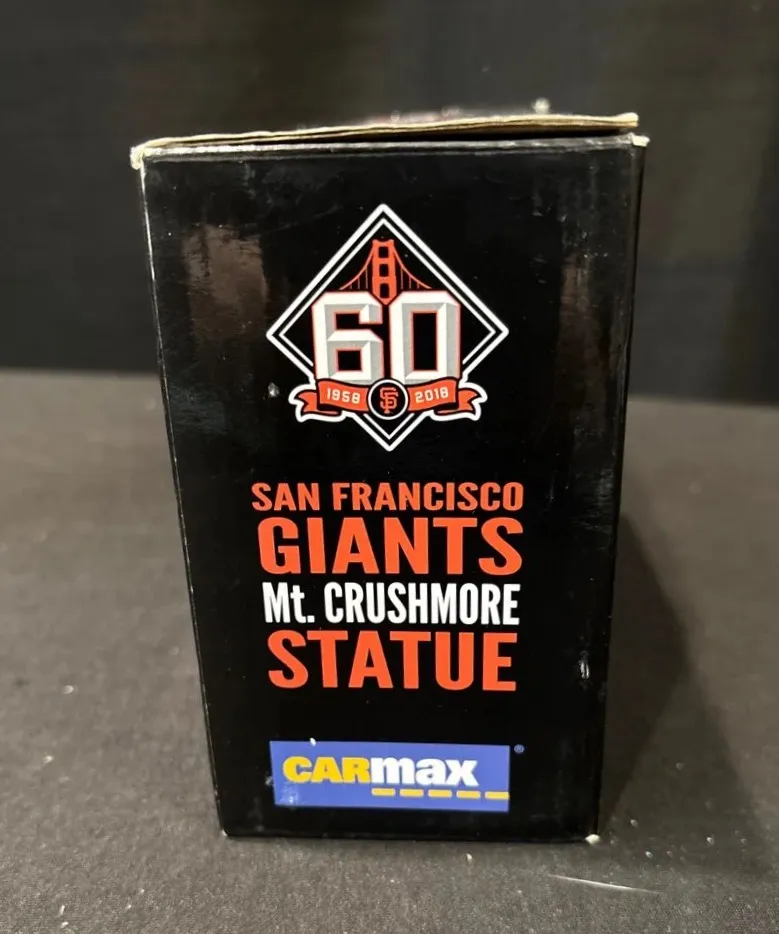 60
1958 SF 2018
SAN FRANCISCO
GIANTS
Mt. CRUSHMORE
STATUE
CARmax ®